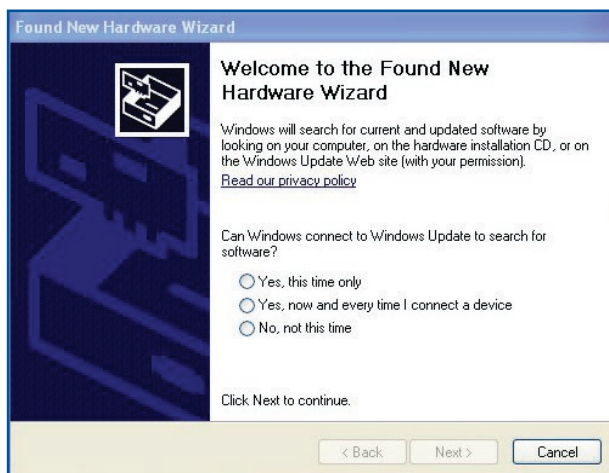 Found New Hardware Wizard
Welcome to the Found New
Hardware Wizard
Windows will search for current and updated software by
looking on your computer, on the hardware installation CD, or on
the Windows Update Web site (with your permission).
Read our privacy policy
Can Windows connect to Windows Update to search for
software?
Yes, this time only
Yes, now and every time I connect a device
No, not this time
Click Next to continue.
< Back
Next >
Cancel